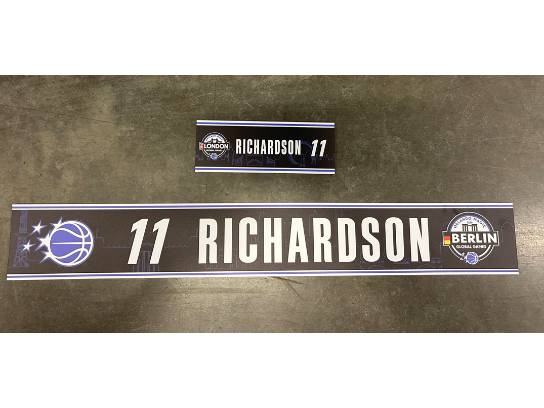 LONDON
RICHARDSON 11
11 RICHARDSON
BERLIN
GLOBAL GAMES